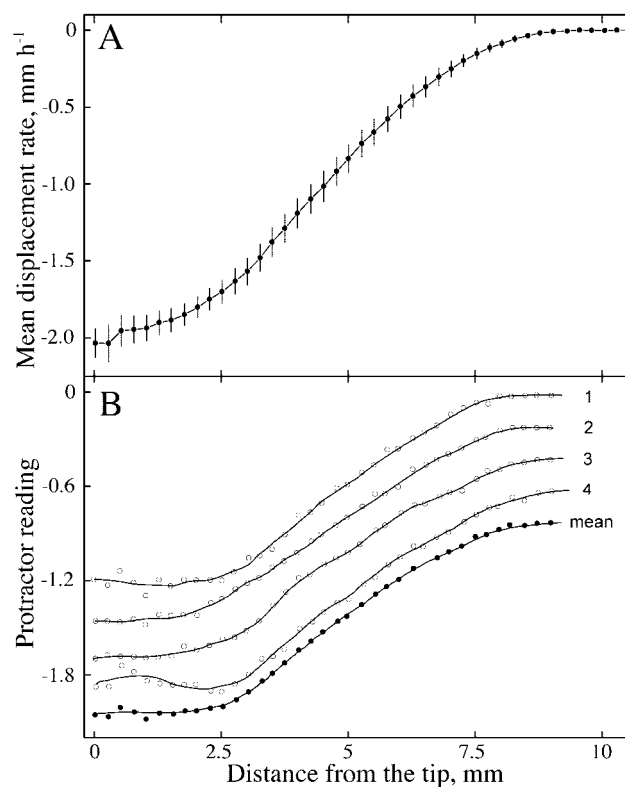 A
Mean displacement rate, mm h⁻¹
0
-0.5
-1.0
-1.5
-2.0
B
Protractor reading
0
-0.6
-1.2
-1.8
1
2
3
4
mean
0 2.5 5 7.5 10
Distance from the tip, mm